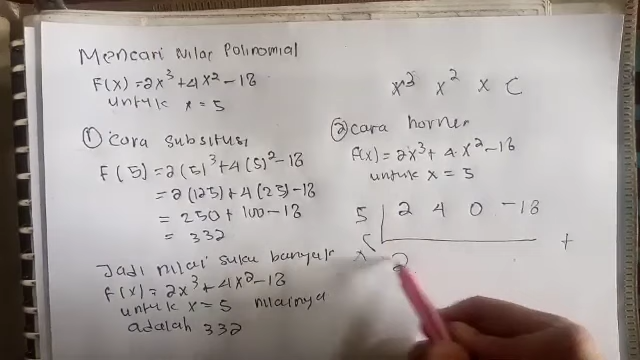 Mencari Nilai Polinomial
F(x) = 2x³ + 4x² - 18
untuk x = 5
① Cara substitusi
F(5) = 2(5)³ + 4(5)² - 18
= 2(125) + 4(25) - 18
= 250 + 100 - 18
= 332
Jadi nilai suku banyak
f(x) = 2x³ + 4x² - 18
untuk x = 5 nilainya
adalah 332
x³ x² x C
② Cara horner
f(x) = 2x³ + 4x² - 18
untuk x = 5
5 | 2 4 0 -18
+
x 2